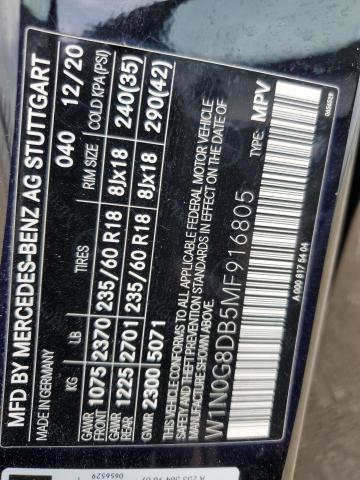 MFD BY MERCEDES-BENZ AG STUTTGART
MADE IN GERMANY 040 12/20
KG LB TIRES RIM SIZE COLD KPA(PSI)
GAWR FRONT 1075 2370 235/60 R18 8Jx18 240(35)
GAWR REAR 1225 2701 235/60 R18 8Jx18 290(42)
GVWR 2300 5071
THIS VEHICLE CONFORMS TO ALL APPLICABLE FEDERAL MOTOR VEHICLE
SAFETY AND THEFT PREVENTION STANDARDS IN EFFECT ON THE DATE OF
MANUFACTURE SHOWN ABOVE.
W1N0G8DB5MF916805 TYPE: MPV
A 000 817 54 04
0656529
0656529